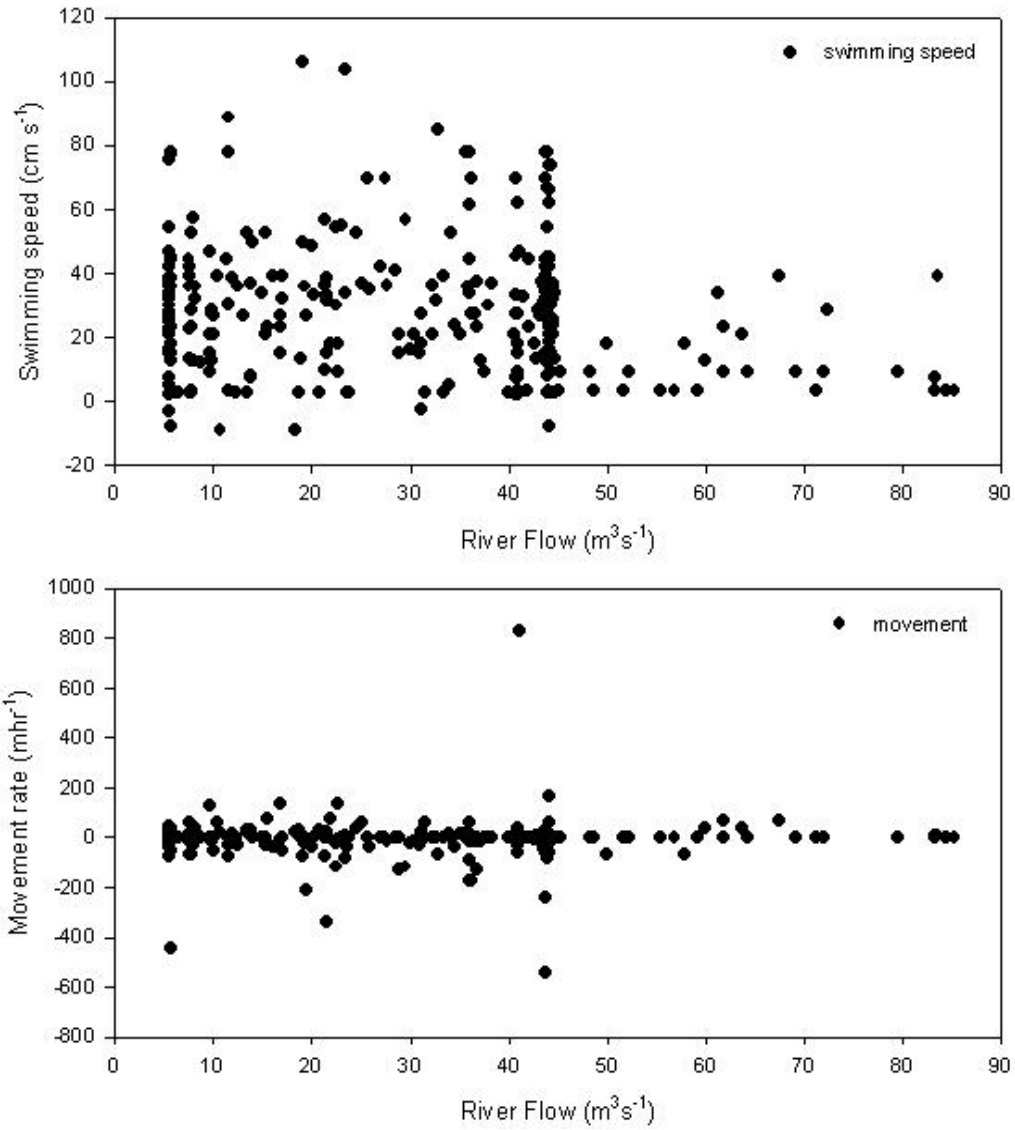 120
100
80
60
40
20
0
-20
Swimming speed (cm s⁻¹)
swimming speed
0 10 20 30 40 50 60 70 80 90
River Flow (m³s⁻¹)
1000
800
600
400
200
0
-200
-400
-600
-800
Movement rate (mhr⁻¹)
movement
0 10 20 30 40 50 60 70 80 90
River Flow (m³s⁻¹)